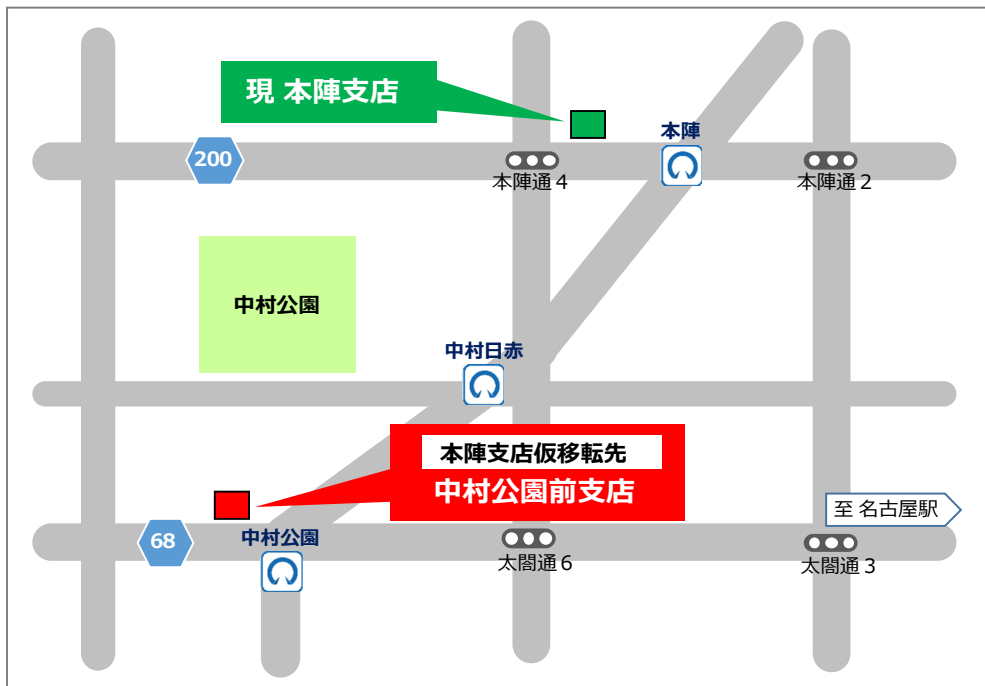 現 本陣支店
本陣
200
本陣通4
本陣通2
中村公園
中村日赤
本陣支店仮移転先
中村公園前支店
至 名古屋駅
68
中村公園
太閤通6
太閤通3